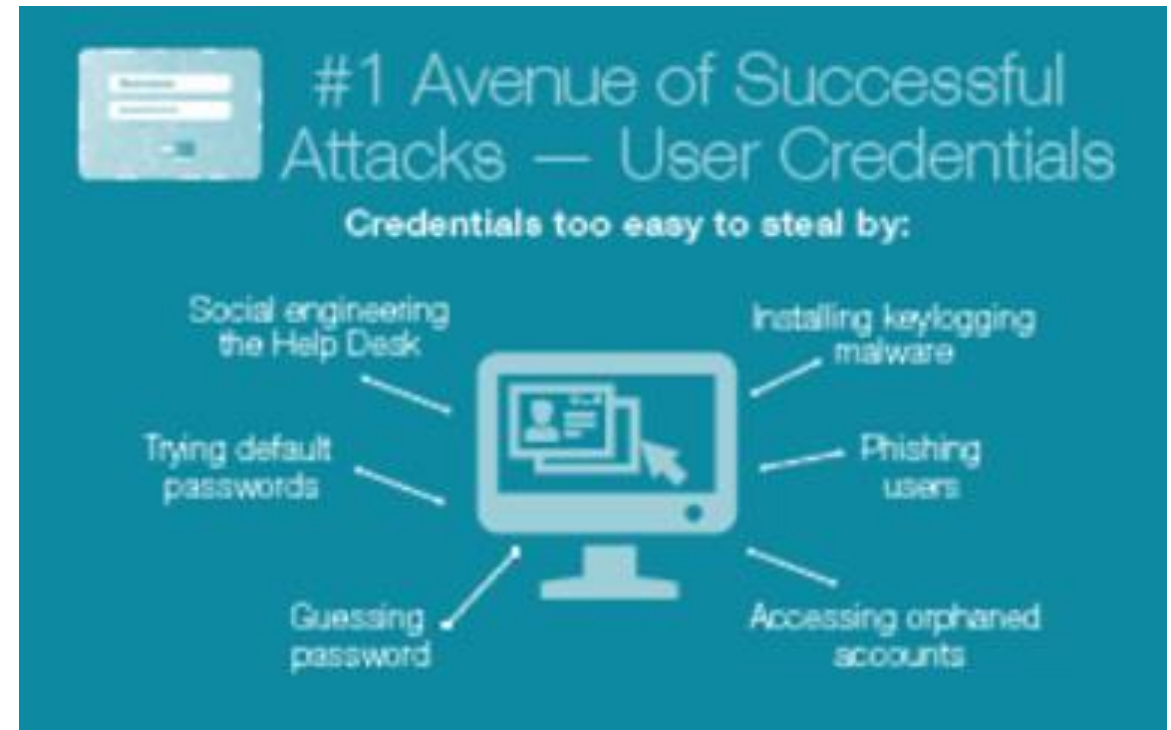 #1 Avenue of Successful
Attacks — User Credentials
Credentials too easy to steal by:
Social engineering
the Help Desk
Installing keylogging
malware
Trying default
passwords
Phishing
users
Guessing
password
Accessing orphaned
accounts